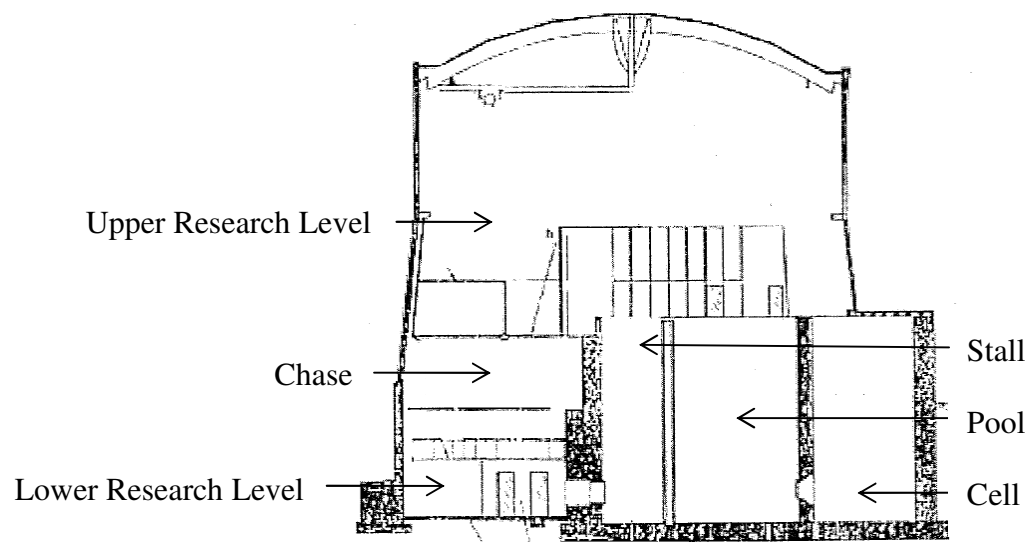 Upper Research Level
Stall
Chase
Pool
Lower Research Level
Cell